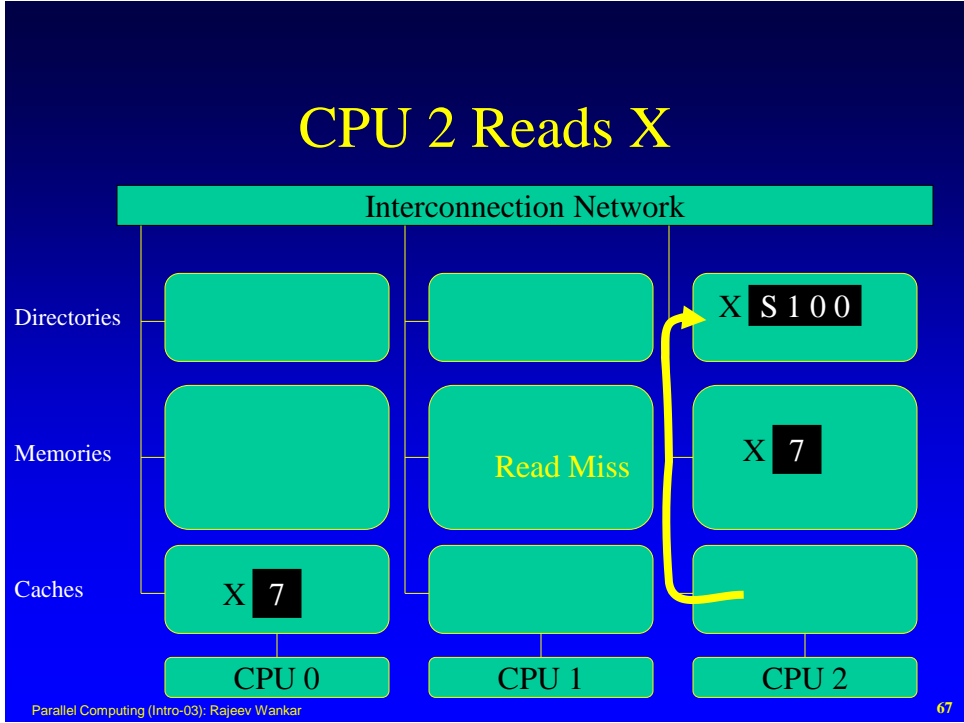 CPU 2 Reads X
Interconnection Network
Directories
X S 1 0 0
Memories
Read Miss
X 7
Caches
X 7
CPU 0
CPU 1
CPU 2
Parallel Computing (Intro-03): Rajeev Wankar
67